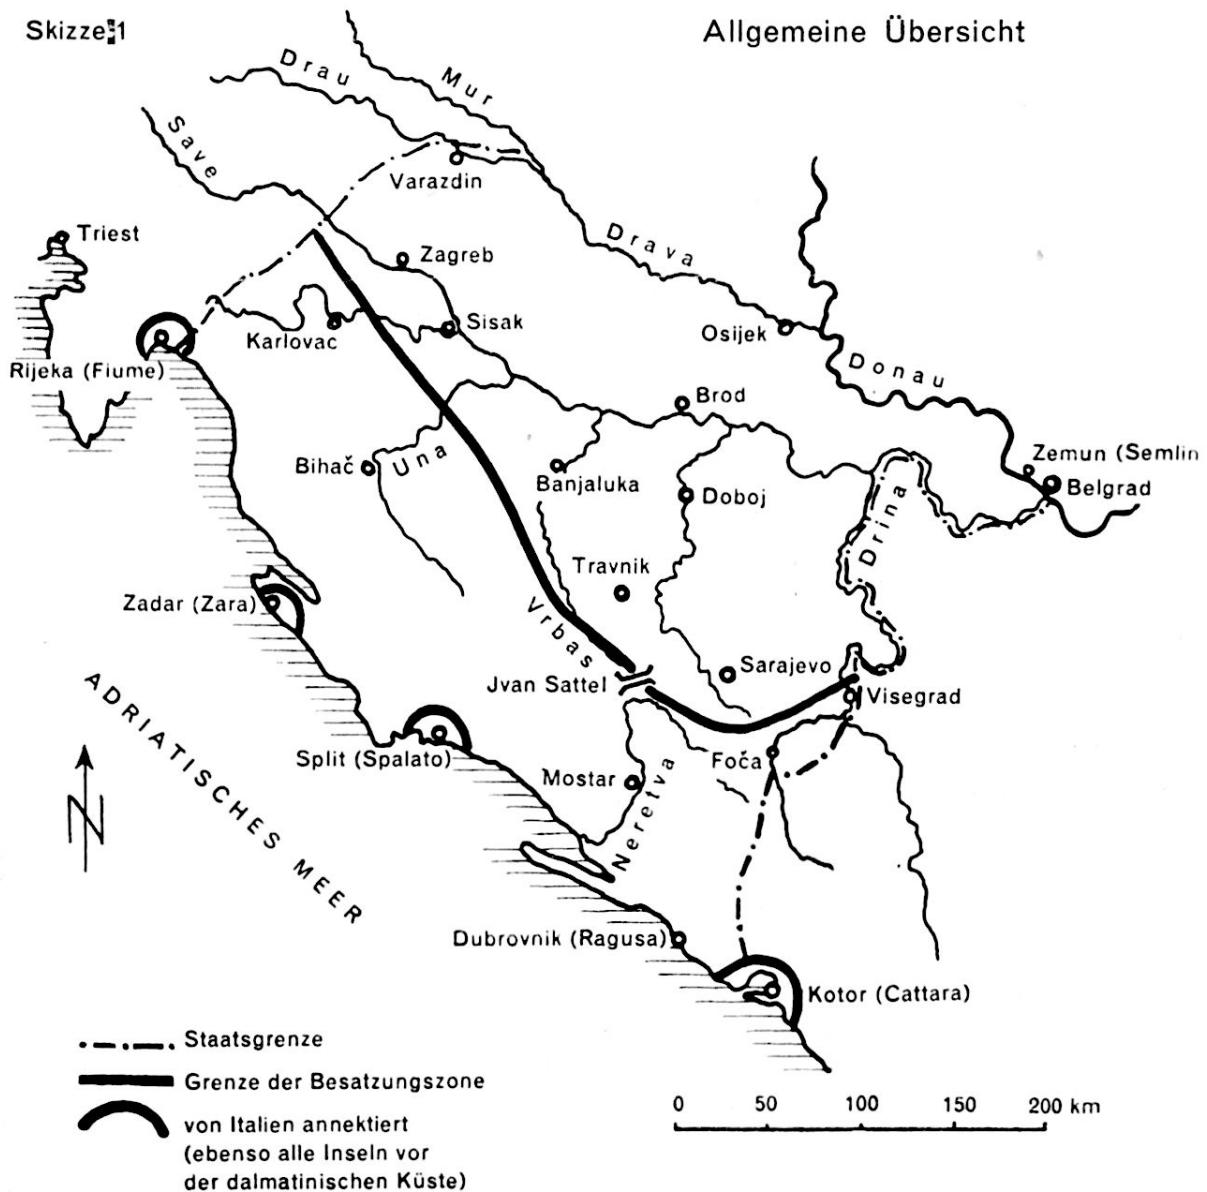 Skizze 1
Allgemeine Übersicht
Drau
Mur
Save
Varazdin
Triest
Zagreb
Drava
Karlovac
Sisak
Osijek
Rijeka (Fiume)
Donau
Brod
Zemun (Semlin
Belgrad
Bihač
Una
Banjaluka
Doboj
Drina
Travnik
Zadar (Zara)
Vrbas
Sarajevo
Jvan Sattel
Visegrad
Split (Spalato)
Foča
Mostar
Neretva
ADRIATISCHES MEER
N
Dubrovnik (Ragusa)
Kotor (Cattara)
Staatsgrenze
Grenze der Besatzungszone
von Italien annektiert
(ebenso alle Inseln vor
der dalmatinischen Küste)
0 50 100 150 200 km